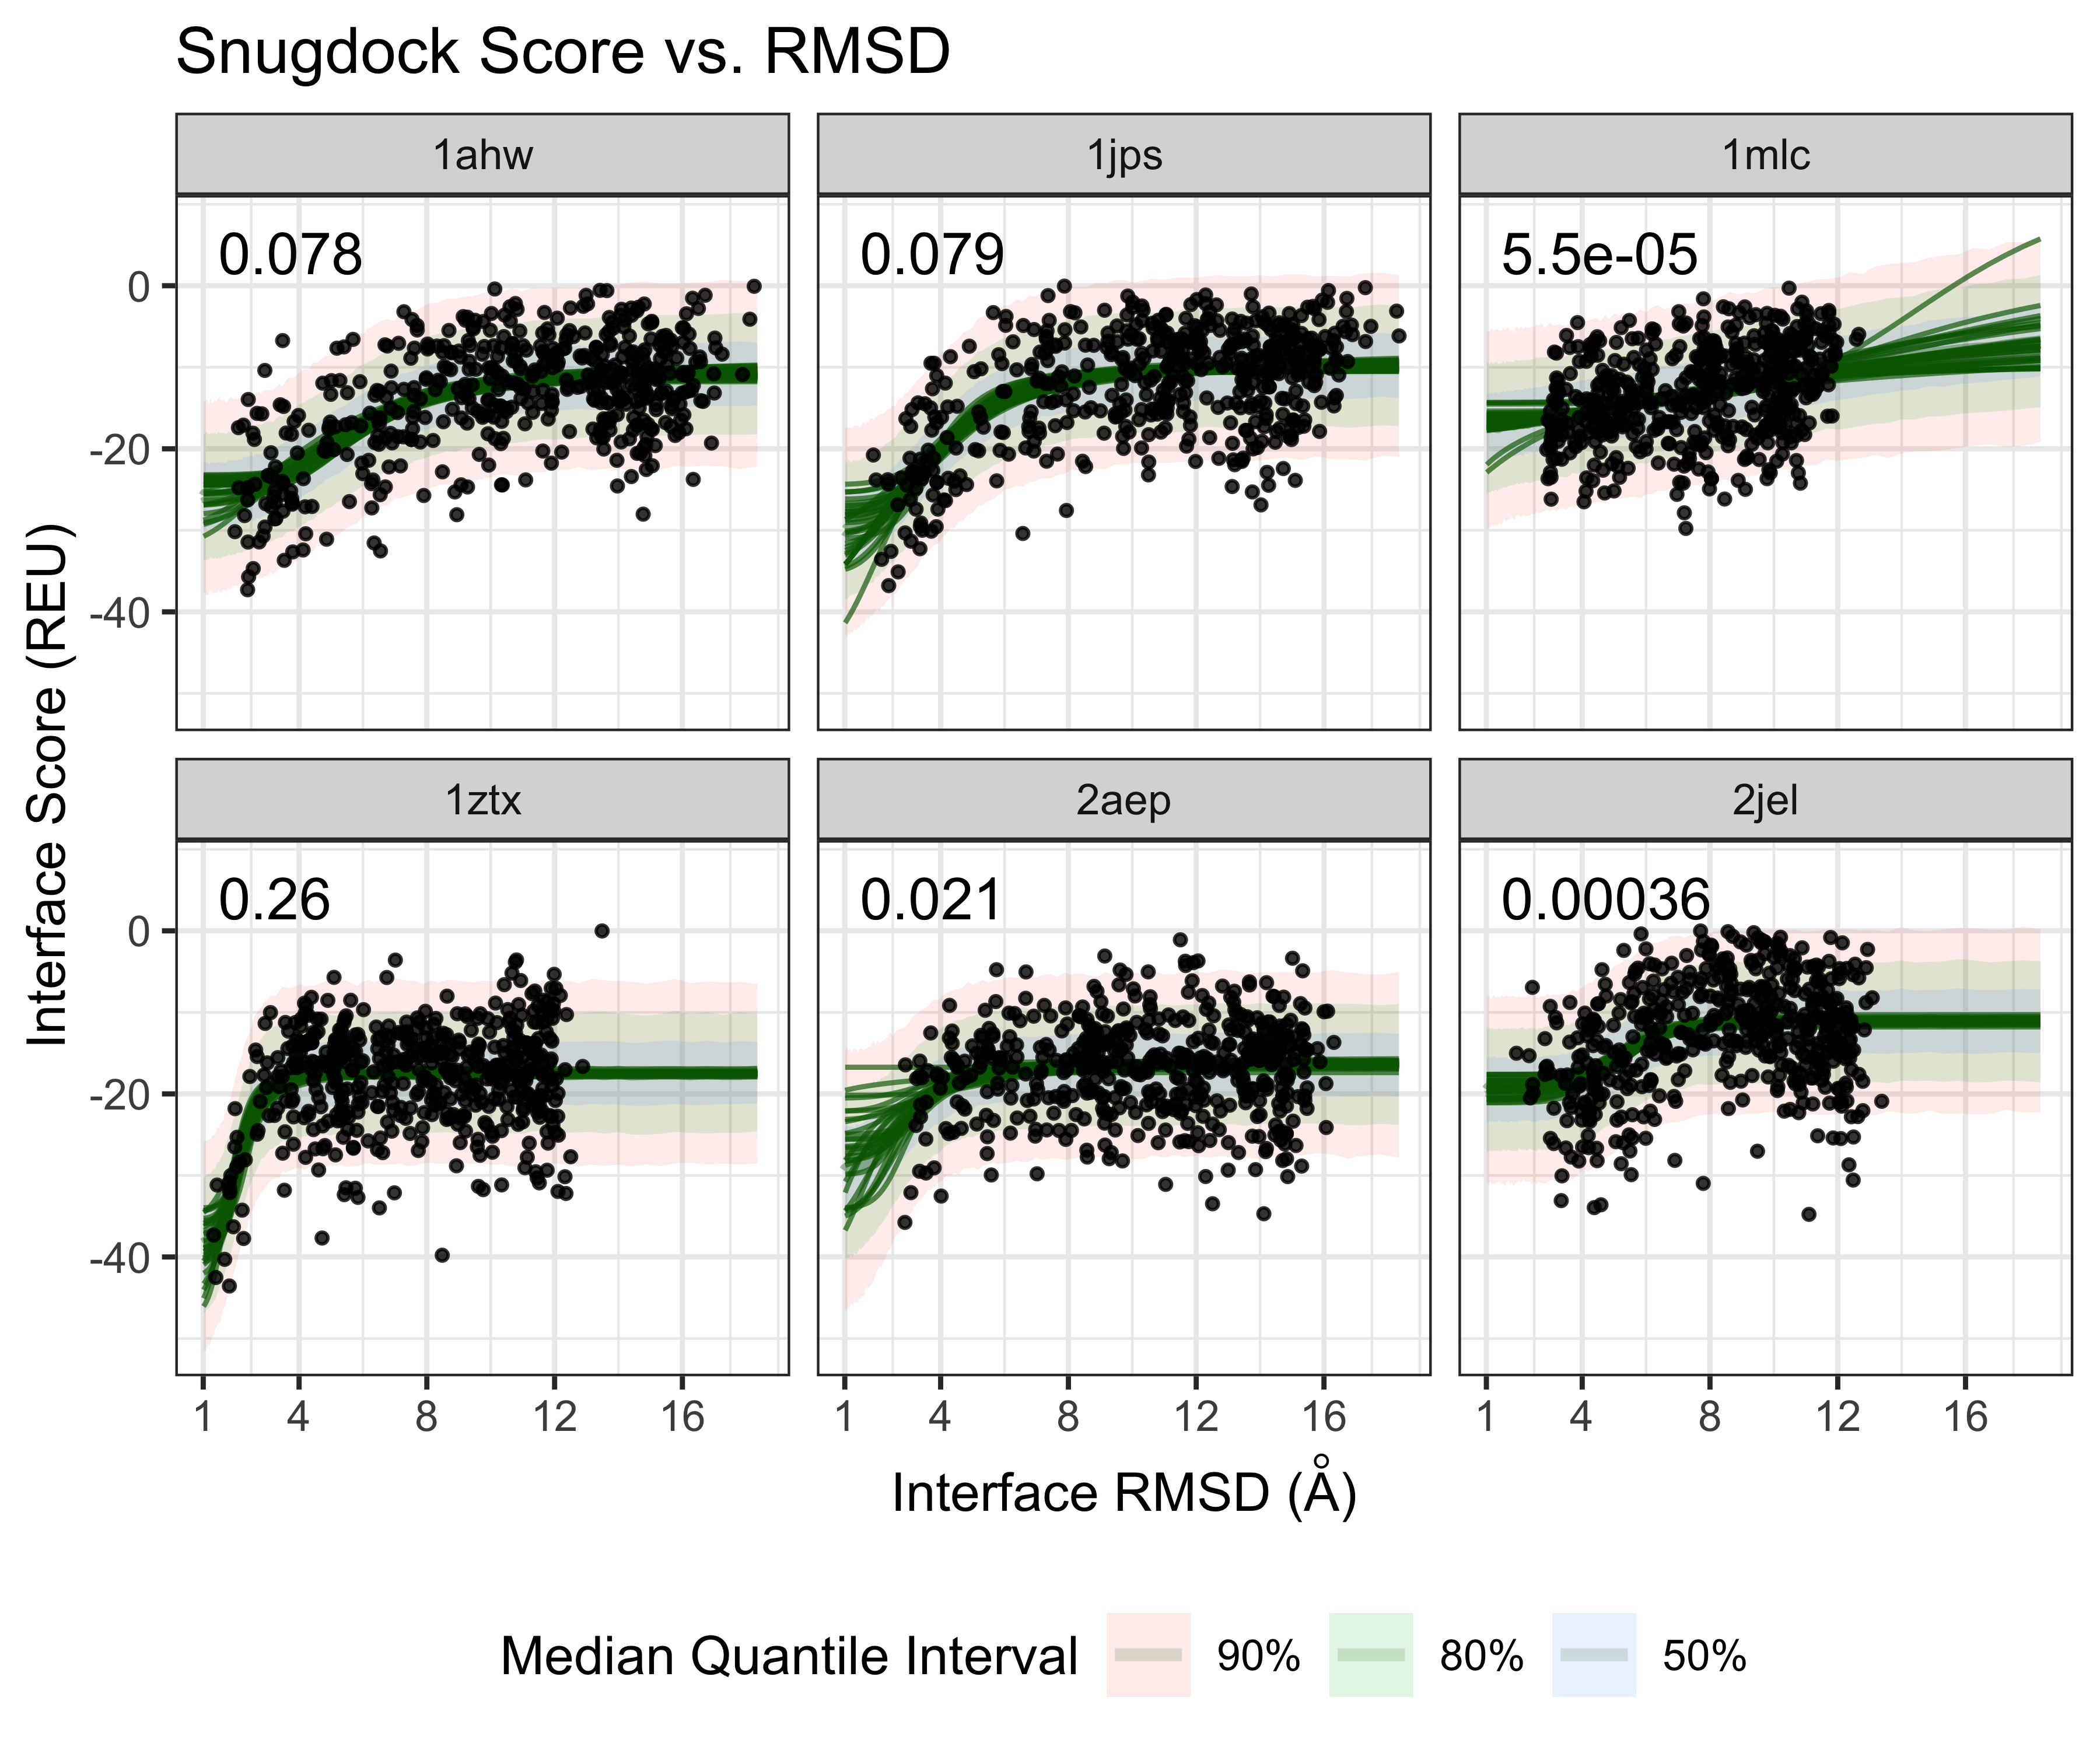 Snugdock Score vs. RMSD
1ahw
1jps
1mlc
0.078
0.079
5.5e-05
0
-20
-40
1ztx
2aep
2jel
0.26
0.021
0.00036
0
-20
-40
Interface Score (REU)
1 4 8 12 16
1 4 8 12 16
1 4 8 12 16
Interface RMSD (Å)
Median Quantile Interval 90% 80% 50%